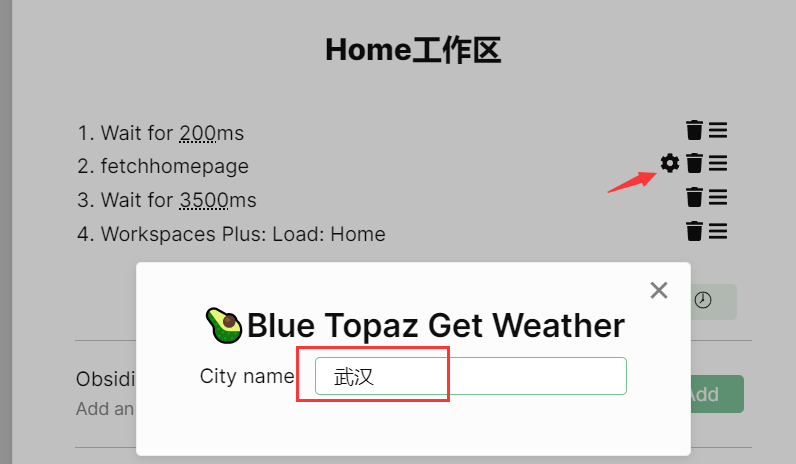 Home工作区
1. Wait for 200ms
2. fetchhomepage
3. Wait for 3500ms
4. Workspaces Plus: Load: Home
🥑Blue Topaz Get Weather
City name 武汉
Obsidi
Add
Add an